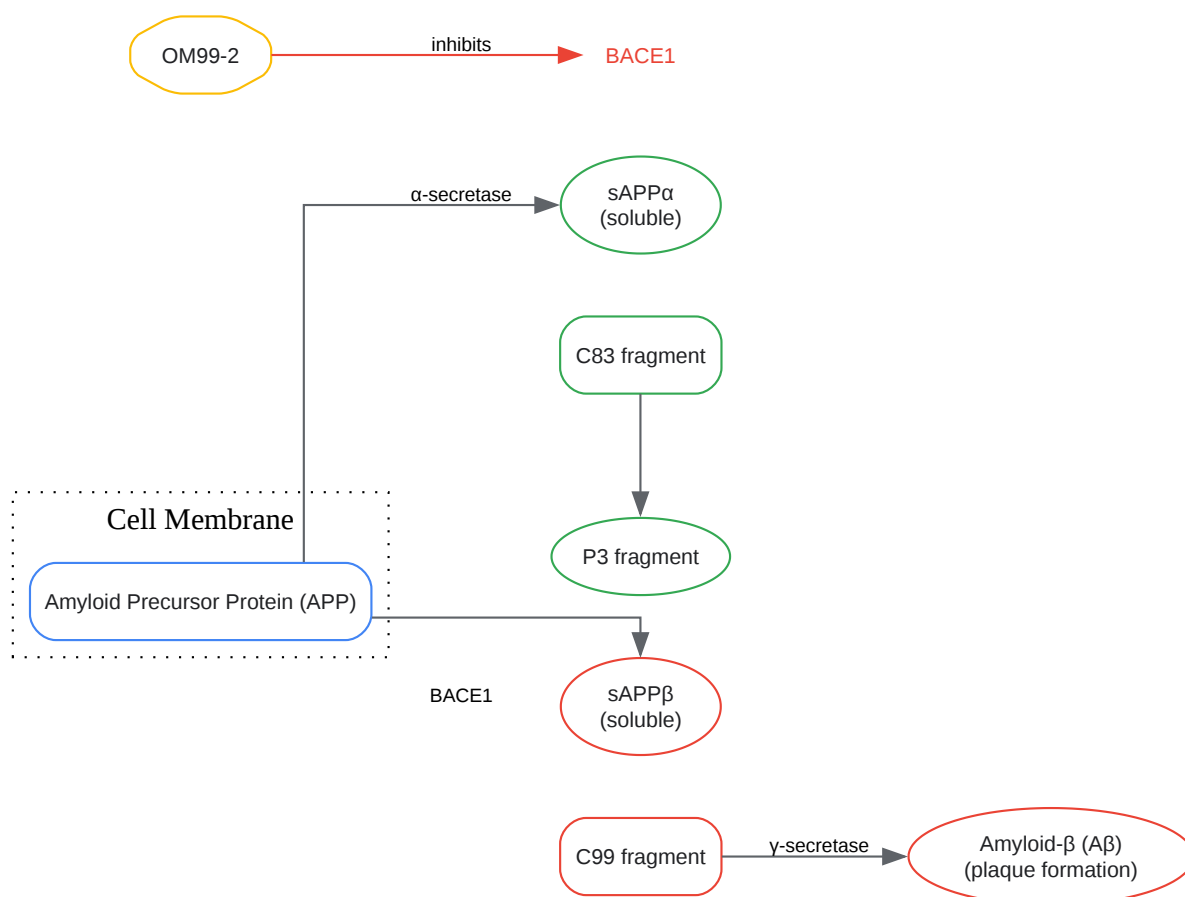 OM99-2
inhibits
BACE1
α-secretase
sAPPα
(soluble)
C83 fragment
Cell Membrane
P3 fragment
Amyloid Precursor Protein (APP)
BACE1
sAPPβ
(soluble)
C99 fragment
γ-secretase
Amyloid-β (Aβ)
(plaque formation)